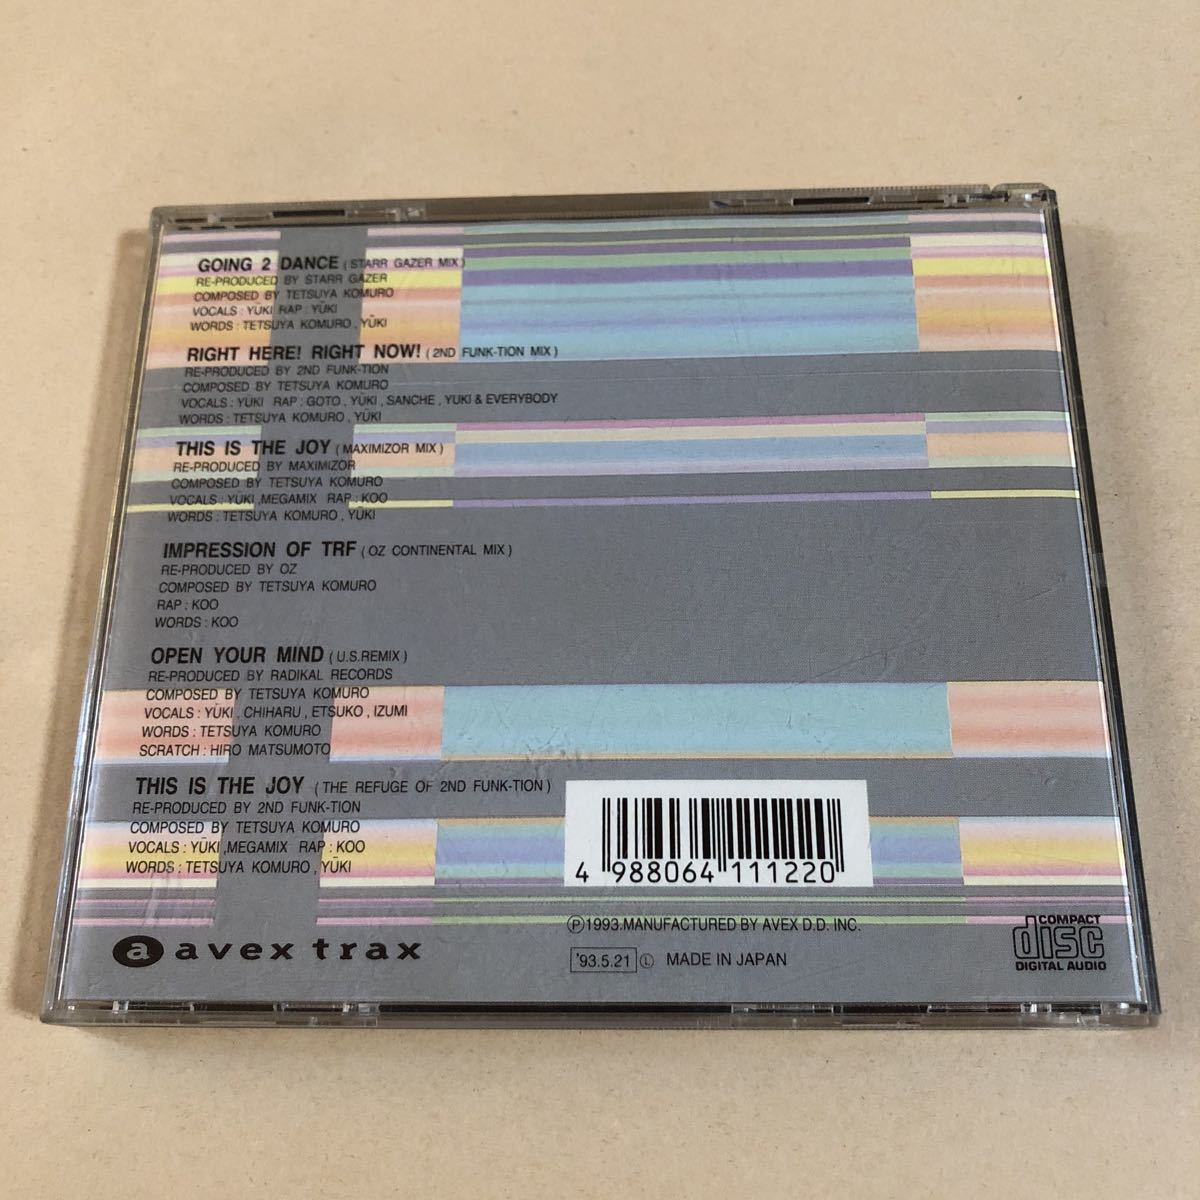 GOING 2 DANCE ( STARR GAZER MIX )
RE-PRODUCED BY STARR GAZER
COMPOSED BY TETSUYA KOMURO
VOCALS : YŪKI RAP : YŪKI
WORDS : TETSUYA KOMURO , YŪKI
RIGHT HERE! RIGHT NOW! ( 2ND FUNK-TION MIX )
RE-PRODUCED BY 2ND FUNK-TION
COMPOSED BY TETSUYA KOMURO
VOCALS : YŪKI RAP : GOTO , YŪKI , SANCHE , YUKI & EVERYBODY
WORDS : TETSUYA KOMURO , YŪKI
THIS IS THE JOY ( MAXIMIZOR MIX )
RE-PRODUCED BY MAXIMIZOR
COMPOSED BY TETSUYA KOMURO
VOCALS : YŪKI ,MEGAMIX RAP : KOO
WORDS : TETSUYA KOMURO , YŪKI
IMPRESSION OF TRF ( OZ CONTINENTAL MIX )
RE-PRODUCED BY OZ
COMPOSED BY TETSUYA KOMURO
RAP : KOO
WORDS : KOO
OPEN YOUR MIND ( U.S.REMIX )
RE-PRODUCED BY RADIKAL RECORDS
COMPOSED BY TETSUYA KOMURO
VOCALS : YŪKI , CHIHARU , ETSUKO , IZUMI
WORDS : TETSUYA KOMURO
SCRATCH : HIRO MATSUMOTO
THIS IS THE JOY ( THE REFUGE OF 2ND FUNK-TION )
RE-PRODUCED BY 2ND FUNK-TION
COMPOSED BY TETSUYA KOMURO
VOCALS : YŪKI ,MEGAMIX RAP : KOO
WORDS : TETSUYA KOMURO , YŪKI
4 988064 111220
a avex trax
Ⓟ1993.MANUFACTURED BY AVEX D.D. INC.
'93.5.21 Ⓛ MADE IN JAPAN
COMPACT
disc
DIGITAL AUDIO